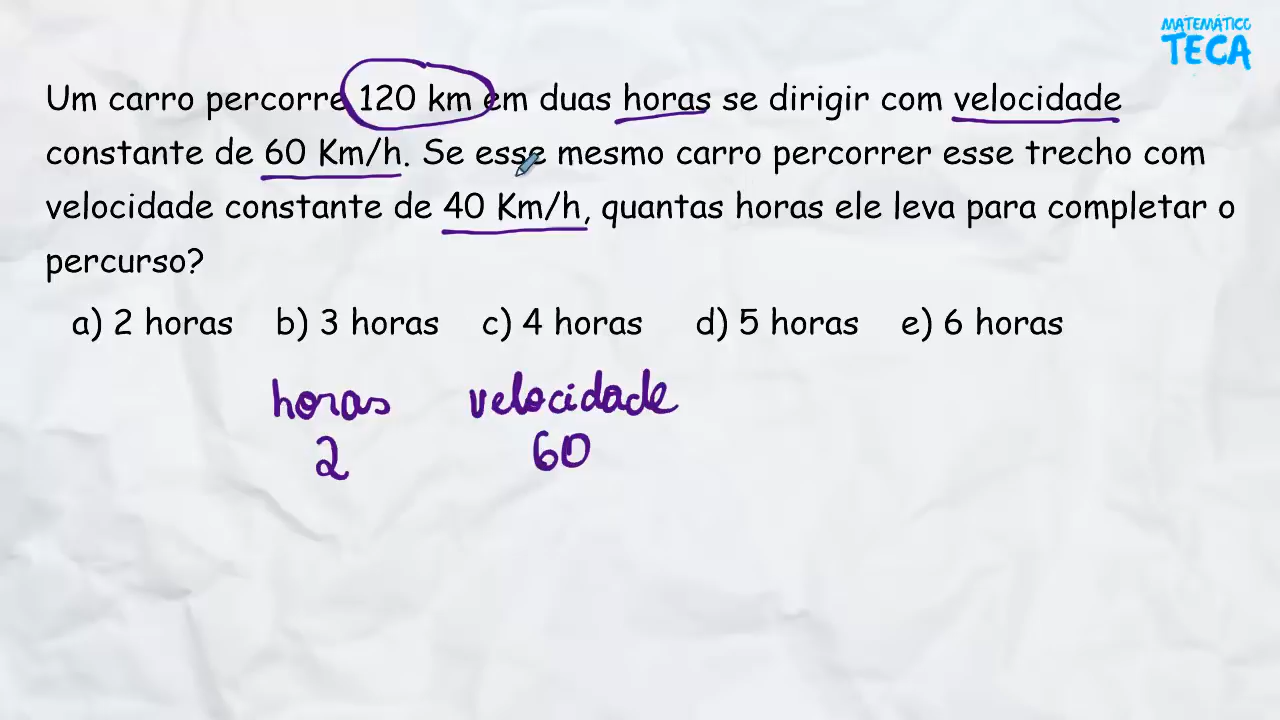 MATEMÁTICO
TECA
Um carro percorre 120 km em duas horas se dirigir com velocidade
constante de 60 Km/h. Se esse mesmo carro percorrer esse trecho com
velocidade constante de 40 Km/h, quantas horas ele leva para completar o
percurso?
a) 2 horas b) 3 horas c) 4 horas d) 5 horas e) 6 horas
horas velocidade
2 60